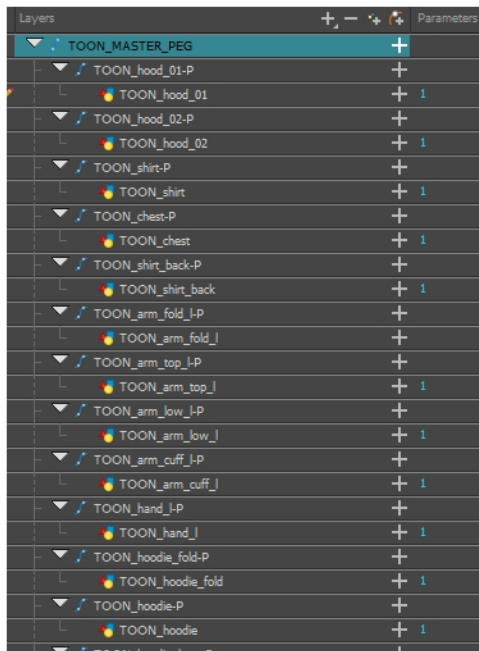 Layers Parameters
TOON_MASTER_PEG
TOON_hood_01-P
TOON_hood_01 1
TOON_hood_02-P
TOON_hood_02 1
TOON_shirt-P
TOON_shirt 1
TOON_chest-P
TOON_chest 1
TOON_shirt_back-P
TOON_shirt_back 1
TOON_arm_fold_l-P
TOON_arm_fold_l
TOON_arm_top_l-P
TOON_arm_top_l 1
TOON_arm_low_l-P
TOON_arm_low_l 1
TOON_arm_cuff_l-P
TOON_arm_cuff_l 1
TOON_hand_l-P
TOON_hand_l 1
TOON_hoodie_fold-P
TOON_hoodie_fold 1
TOON_hoodie-P
TOON_hoodie 1